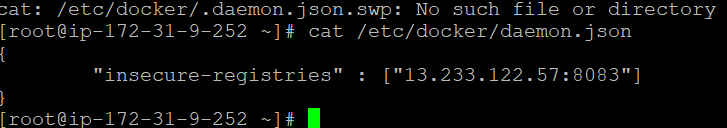 cat: /etc/docker/.daemon.json.swp: No such file or directory
[root@ip-172-31-9-252 ~]# cat /etc/docker/daemon.json
{
        "insecure-registries" : ["13.233.122.57:8083"]
}
[root@ip-172-31-9-252 ~]#